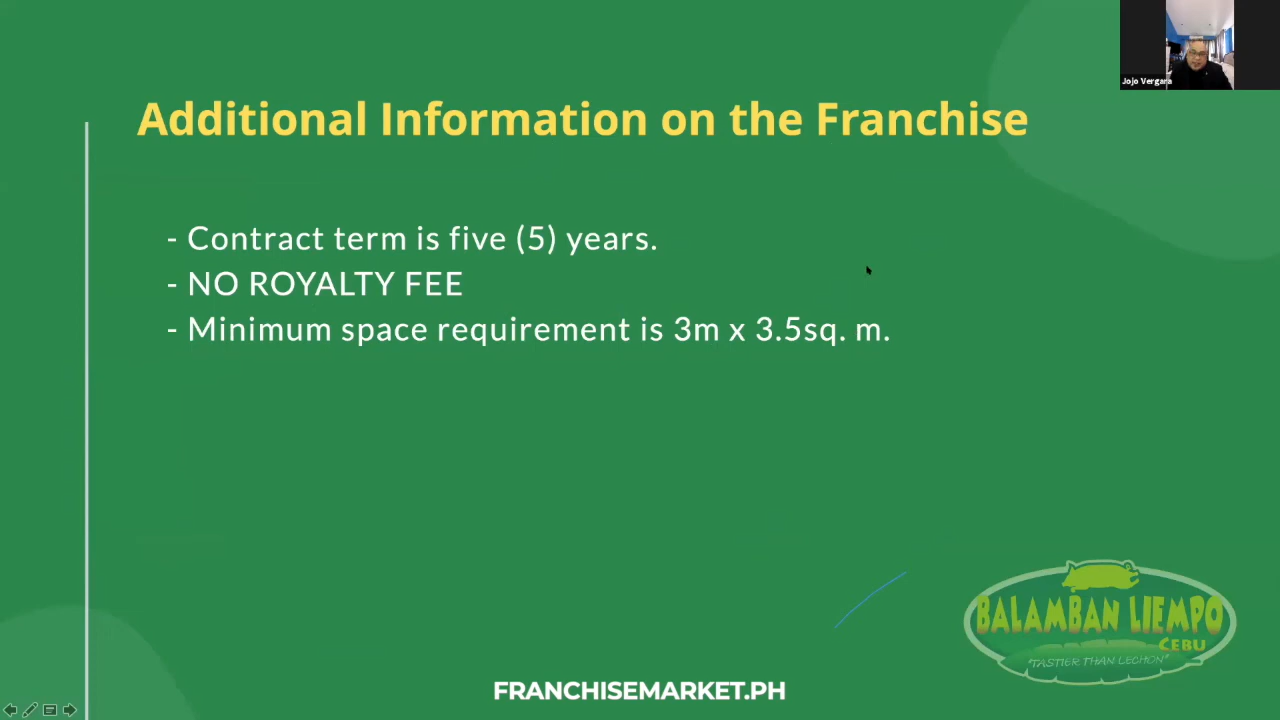 Jojo Vergara
Additional Information on the Franchise
- Contract term is five (5) years.
- NO ROYALTY FEE
- Minimum space requirement is 3m x 3.5sq. m.
BALAMBAN LIEMPO
CEBU
"TASTIER THAN LECHON"
FRANCHISEMARKET.PH